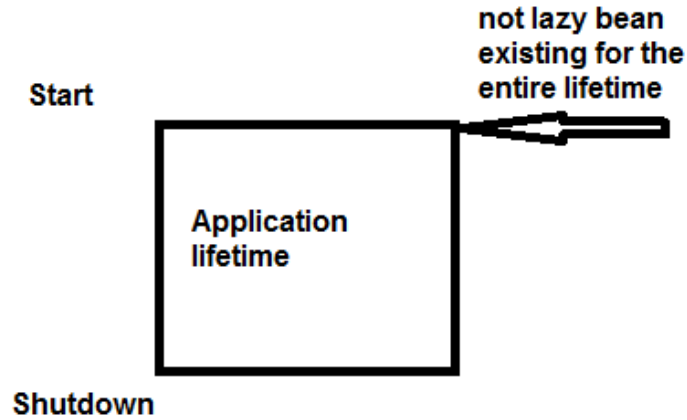 not lazy bean
existing for the
entire lifetime
Start
Application
lifetime
Shutdown